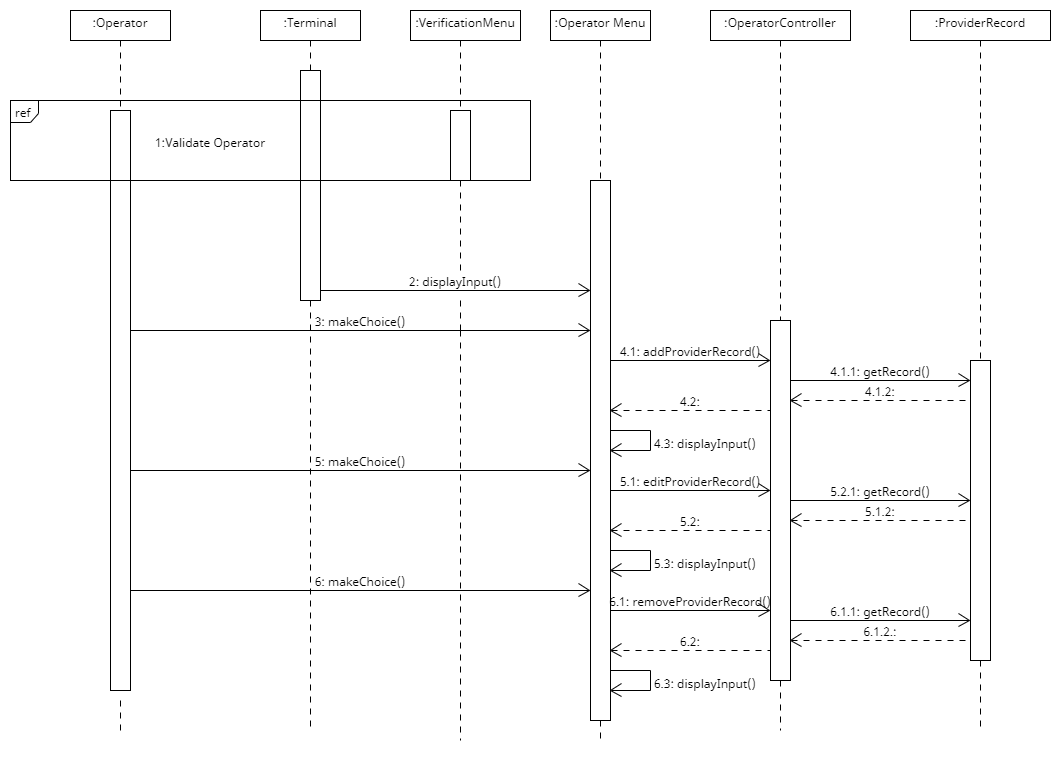 :Operator
:Terminal
:VerificationMenu
:Operator Menu
:OperatorController
:ProviderRecord
ref
1:Validate Operator
2: displayInput()
3: makeChoice()
4.1: addProviderRecord()
4.1.1: getRecord()
4.1.2:
4.2:
4.3: displayInput()
5: makeChoice()
5.1: editProviderRecord()
5.2.1: getRecord()
5.1.2:
5.2:
5.3: displayInput()
6: makeChoice()
6.1: removeProviderRecord()
6.1.1: getRecord()
6.1.2.:
6.2:
6.3: displayInput()